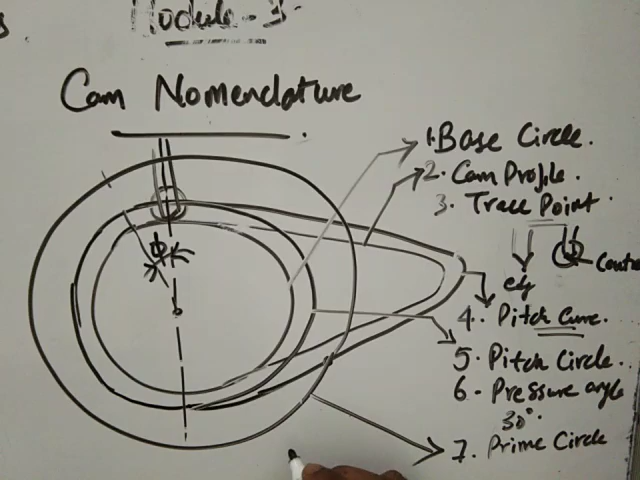 Module-1
Cam Nomenclature
1. Base Circle.
2. Cam Profile.
3. Trace Point.
ϕ
4. Pitch Curve.
5. Pitch Circle.
6. Pressure angle
30°.
7. Prime Circle